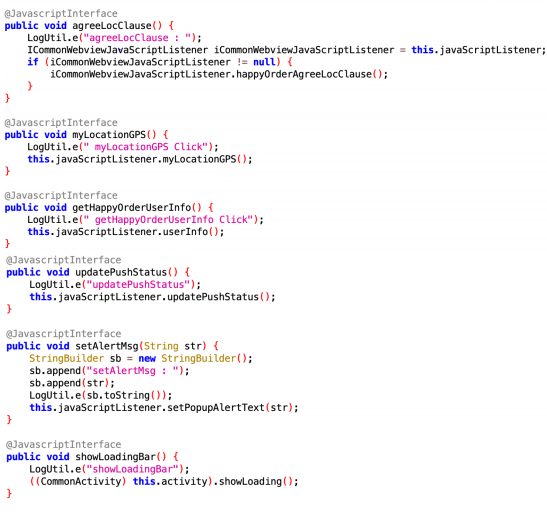 @JavascriptInterface
public void agreeLocClause() {
LogUtil.e("agreeLocClause : ");
ICommonWebviewJavaScriptListener iCommonWebviewJavaScriptListener = this.javaScriptListener;
if (iCommonWebviewJavaScriptListener != null) {
iCommonWebviewJavaScriptListener.happyOrderAgreeLocClause();
}
}
@JavascriptInterface
public void myLocationGPS() {
LogUtil.e(" myLocationGPS Click");
this.javaScriptListener.myLocationGPS();
}
@JavascriptInterface
public void getHappyOrderUserInfo() {
LogUtil.e(" getHappyOrderUserInfo Click");
this.javaScriptListener.userInfo();
}
@JavascriptInterface
public void updatePushStatus() {
LogUtil.e("updatePushStatus");
this.javaScriptListener.updatePushStatus();
}
@JavascriptInterface
public void setAlertMsg(String str) {
StringBuilder sb = new StringBuilder();
sb.append("setAlertMsg : ");
sb.append(str);
LogUtil.e(sb.toString());
this.javaScriptListener.setPopupAlertText(str);
}
@JavascriptInterface
public void showLoadingBar() {
LogUtil.e("showLoadingBar");
((CommonActivity) this.activity).showLoading();
}